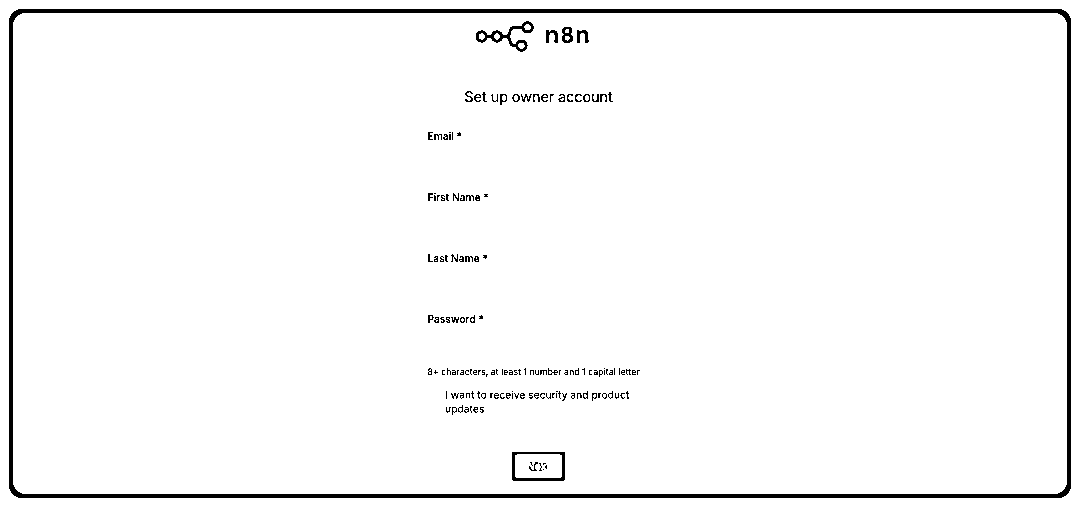 n8n
Set up owner account
Email *
First Name *
Last Name *
Password *
8+ characters, at least 1 number and 1 capital letter
I want to receive security and product
updates